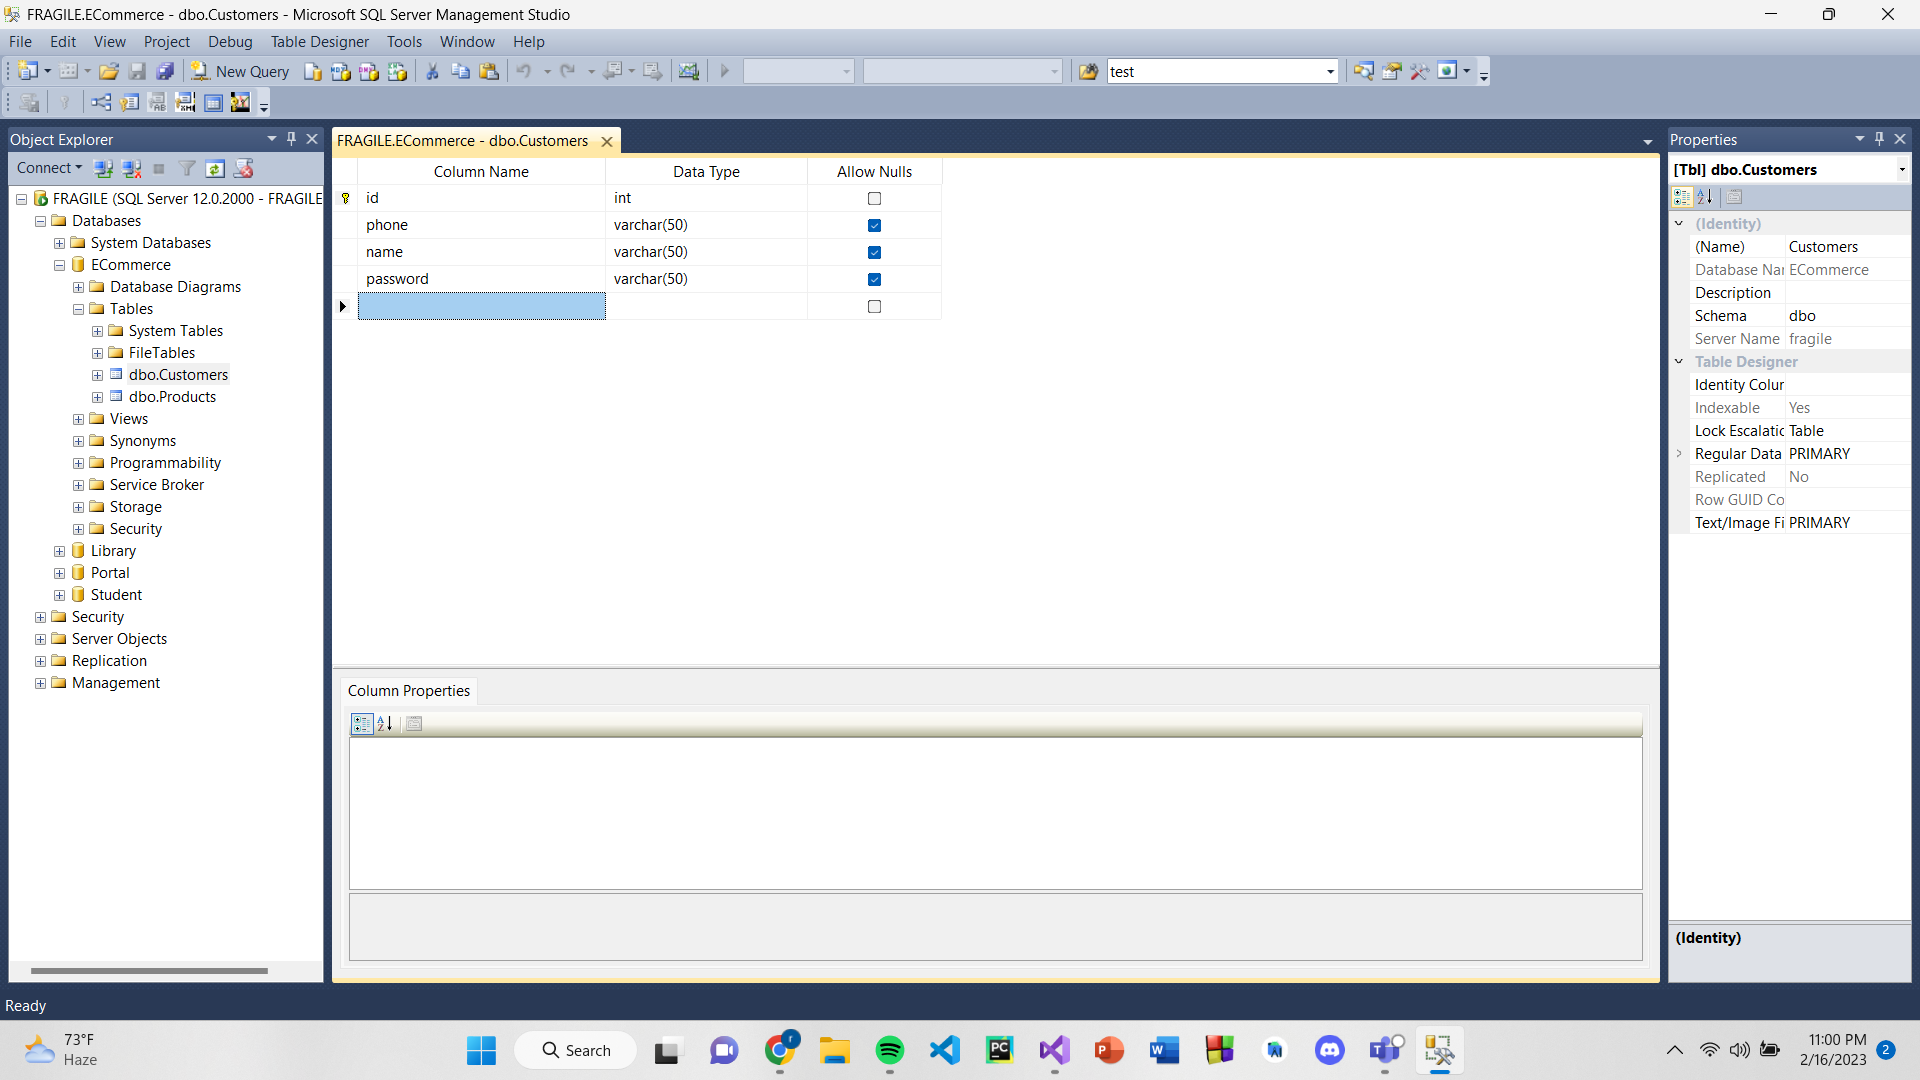 FRAGILE.ECommerce - dbo.Customers - Microsoft SQL Server Management Studio
File Edit View Project Debug Table Designer Tools Window Help
New Query test
Object Explorer
Connect
FRAGILE (SQL Server 12.0.2000 - FRAGILE
Databases
System Databases
ECommerce
Database Diagrams
Tables
System Tables
FileTables
dbo.Customers
dbo.Products
Views
Synonyms
Programmability
Service Broker
Storage
Security
Library
Portal
Student
Security
Server Objects
Replication
Management
FRAGILE.ECommerce - dbo.Customers
Column Name Data Type Allow Nulls
id int
phone varchar(50)
name varchar(50)
password varchar(50)
Column Properties
Properties
[Tbl] dbo.Customers
(Identity)
(Name) Customers
Database Nar ECommerce
Description
Schema dbo
Server Name fragile
Table Designer
Identity Colur
Indexable Yes
Lock Escalatic Table
Regular Data PRIMARY
Replicated No
Row GUID Co
Text/Image Fi PRIMARY
(Identity)
Ready
73°F
Haze
Search
11:00 PM
2/16/2023
2